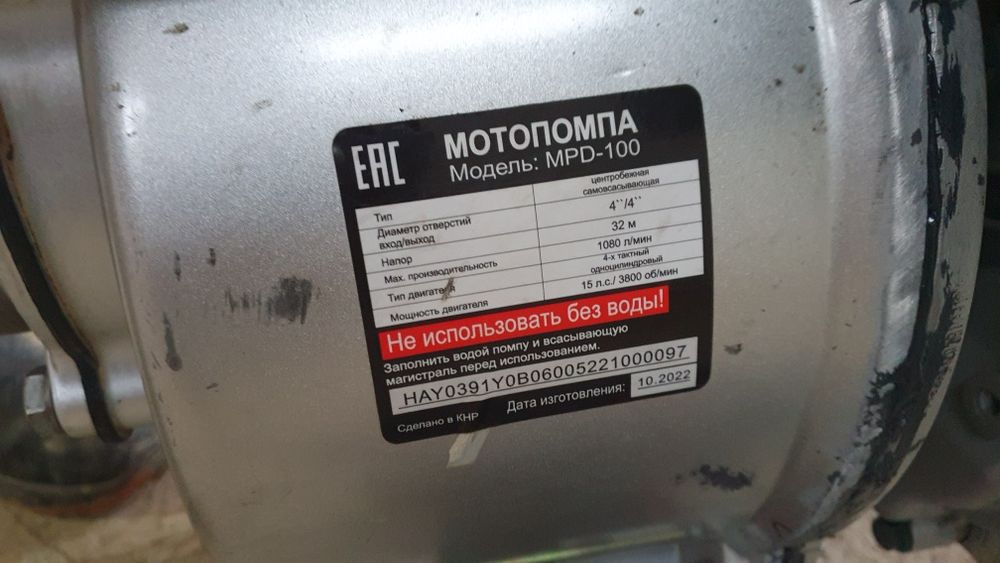 EAC
МОТОПОМПА
Модель: MPD-100
Тип
центробежная
самовсасывающая
Диаметр отверстий
вход/выход
4``/4``
Напор
32 м
Мах. производительность
1080 л/мин
Тип двигателя
4-х тактный
одноцилиндровый
Мощность двигателя
15 л.с./ 3800 об/мин
Не использовать без воды!
Заполнить водой помпу и всасывающую
магистраль перед использованием.
HAY0391Y0B06005221000097
Сделано в КНР
Дата изготовления:
10.2022